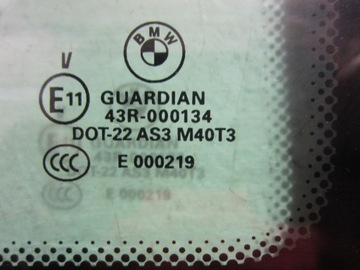 BMW
V
E11 GUARDIAN
43R-000134
DOT-22 AS3 M40T3
CCC E 000219